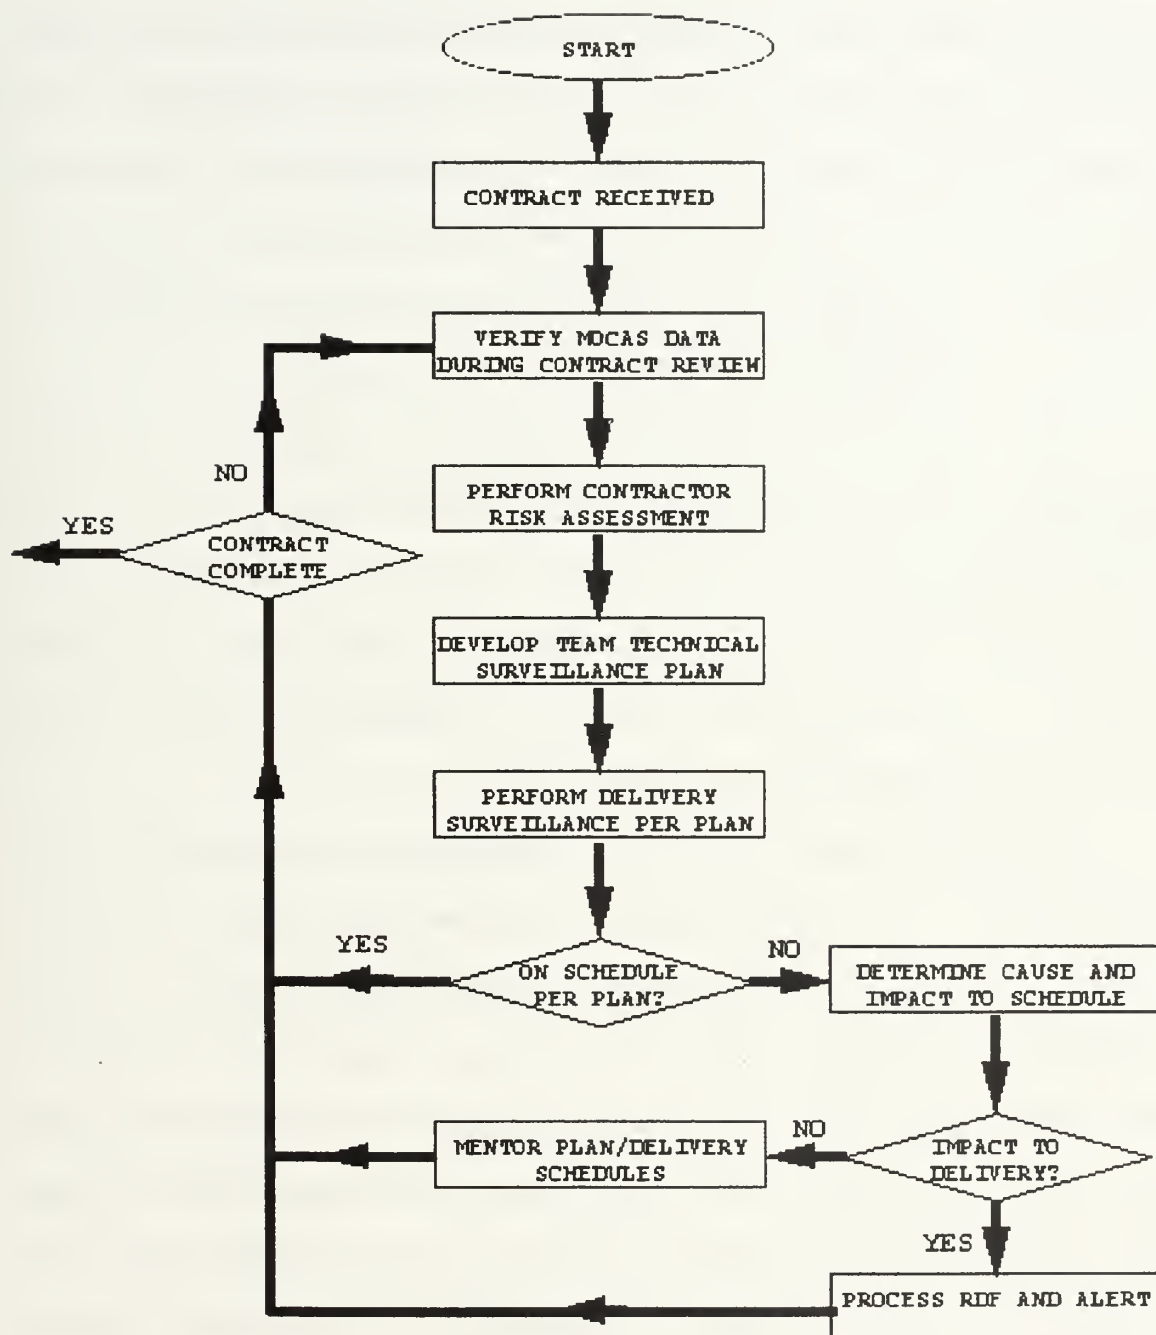 START
CONTRACT RECEIVED
VERIFY MOCAS DATA
DURING CONTRACT REVIEW
NO
PERFORM CONTRACTOR
RISK ASSESSMENT
YES
CONTRACT
COMPLETE
DEVELOP TEAM TECHNICAL
SURVEILLANCE PLAN
PERFORM DELIVERY
SURVEILLANCE PER PLAN
YES
ON SCHEDULE
PER PLAN?
NO
DETERMINE CAUSE AND
IMPACT TO SCHEDULE
MENTOR PLAN/DELIVERY
SCHEDULES
NO
IMPACT TO
DELIVERY?
YES
PROCESS RDF AND ALERT